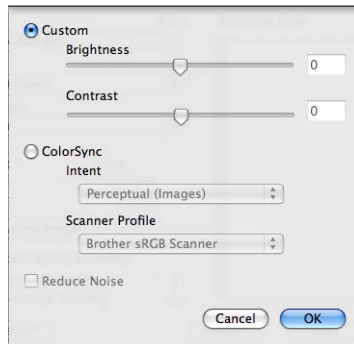 Custom
Brightness
0
Contrast
0
ColorSync
Intent
Perceptual (Images)
Scanner Profile
Brother sRGB Scanner
Reduce Noise
Cancel OK